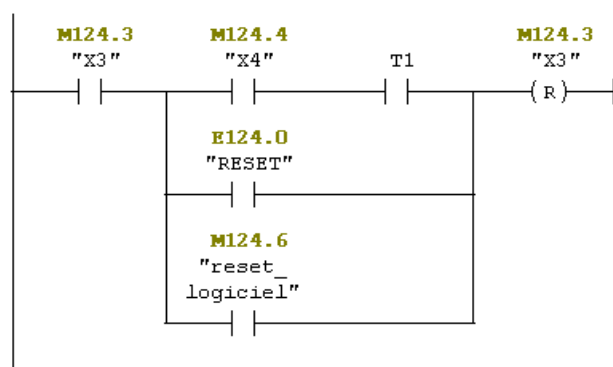 M124.3 M124.4 M124.3
"X3" "X4" T1 "X3"
( R )
E124.0
"RESET"
M124.6
"reset_
logiciel"